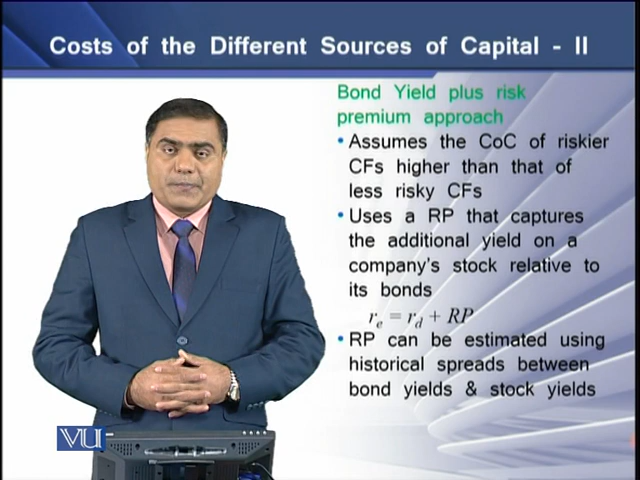 Costs of the Different Sources of Capital - II
Bond Yield plus risk
premium approach
• Assumes the CoC of riskier
CFs higher than that of
less risky CFs
• Uses a RP that captures
the additional yield on a
company's stock relative to
its bonds
rₑ = r_d + RP
• RP can be estimated using
historical spreads between
bond yields & stock yields
VU